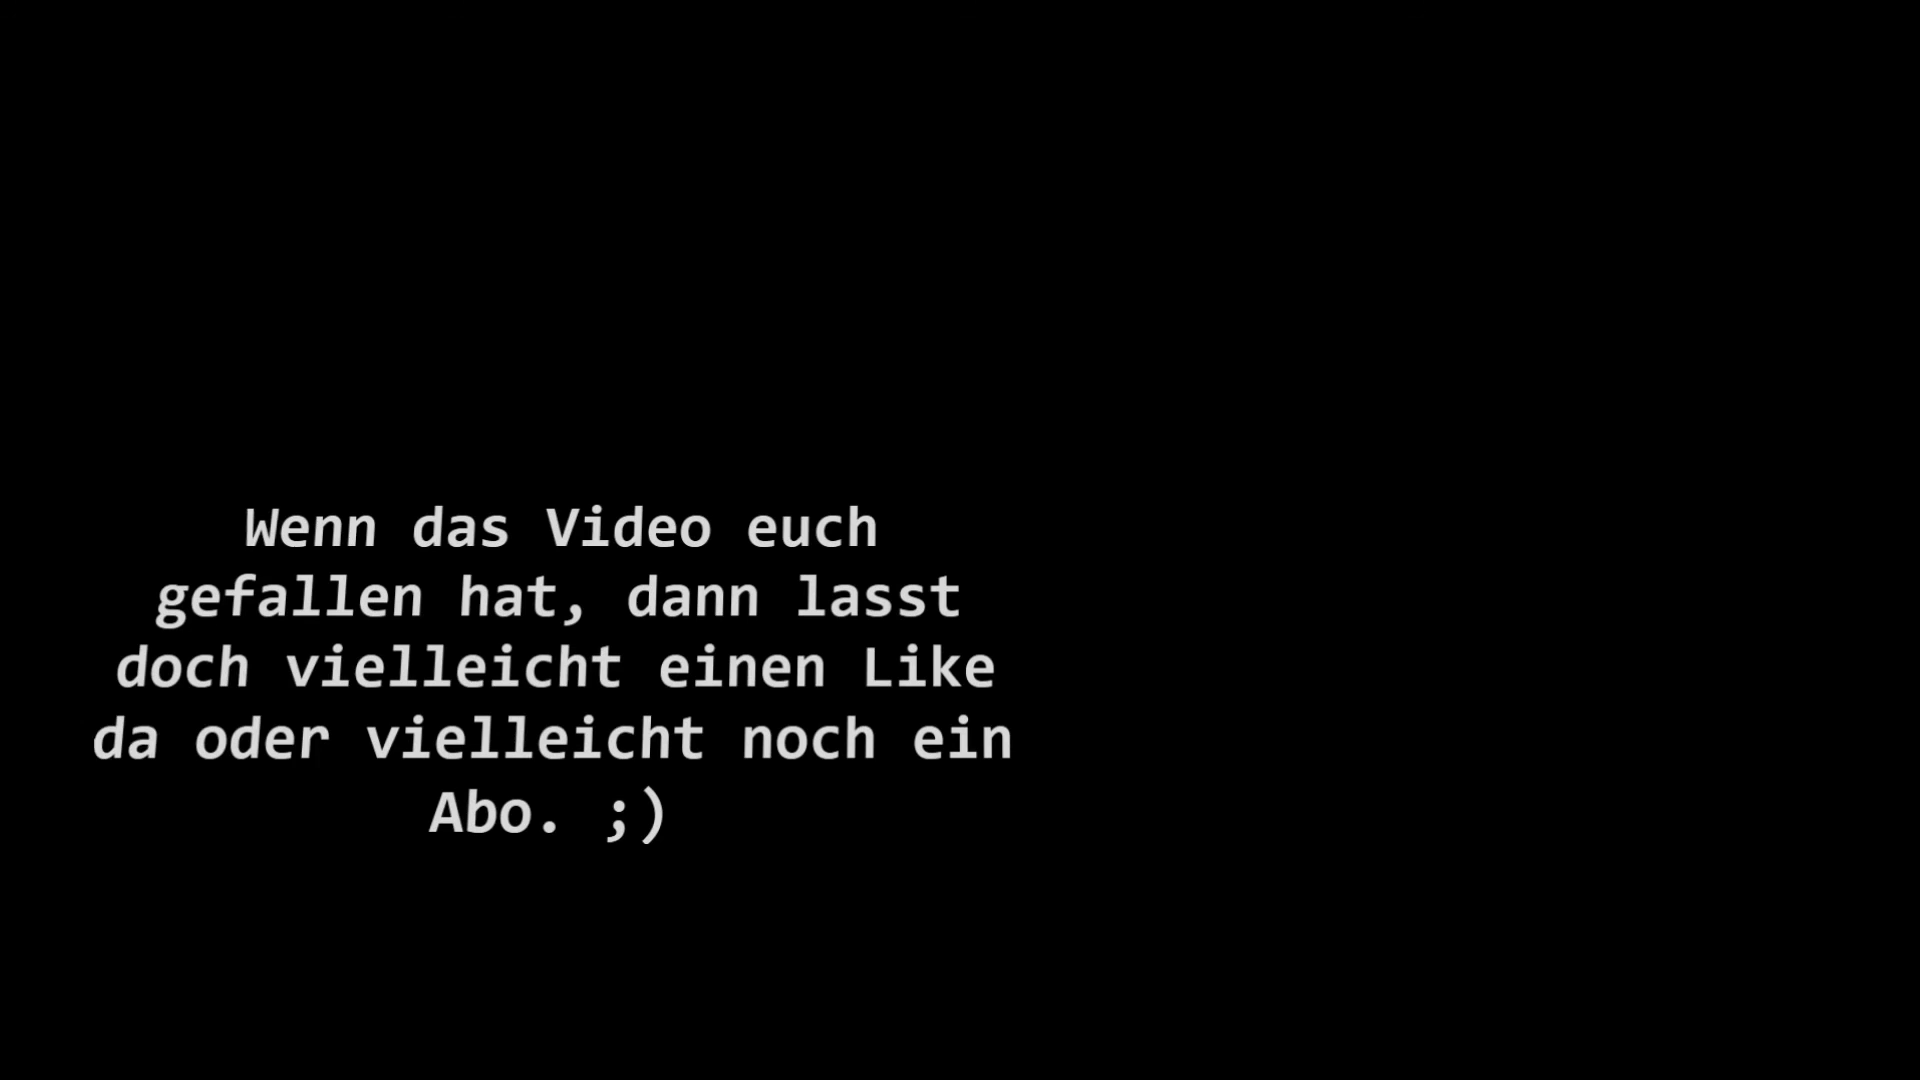 Wenn das Video euch
gefallen hat, dann lasst
doch vielleicht einen Like
da oder vielleicht noch ein
Abo. ;)